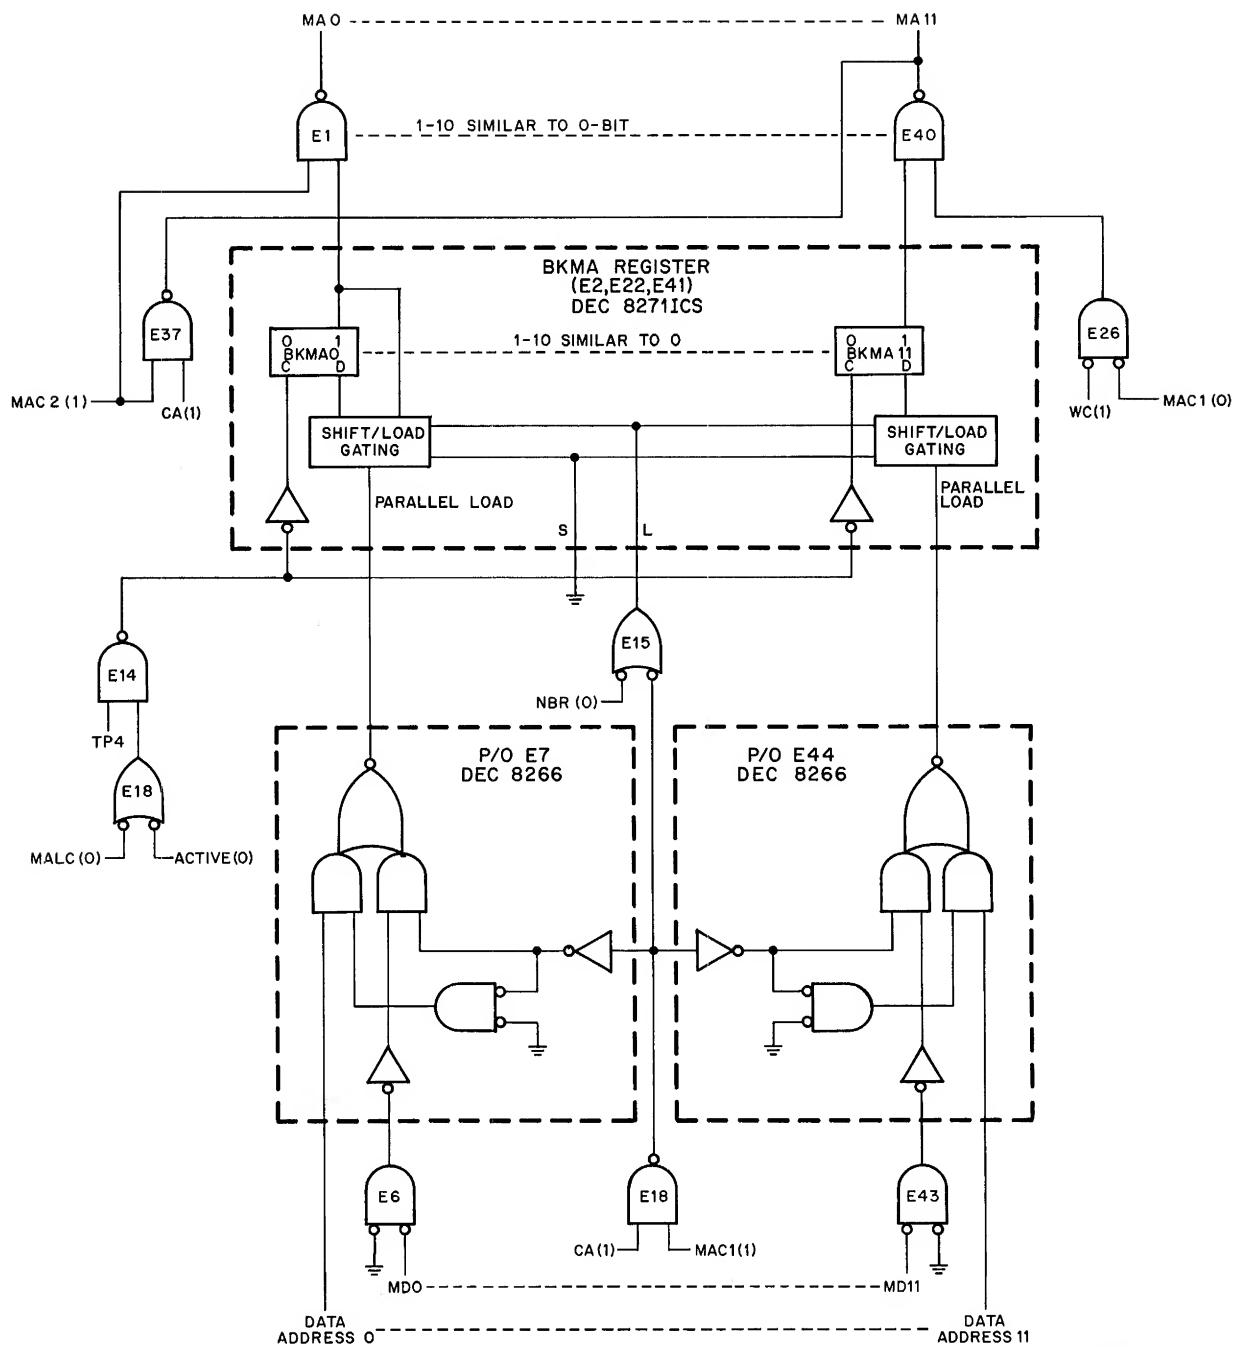 MA 0
MA 11
E1
1-10 SIMILAR TO 0-BIT
E40
BKMA REGISTER
(E2,E22,E41)
DEC 8271ICS
E37
MAC 2 (1)
CA(1)
0 1
BKMA0
C D
1-10 SIMILAR TO 0
0 1
BKMA 11
C D
E26
WC(1)
MAC1 (0)
SHIFT/LOAD
GATING
SHIFT/LOAD
GATING
PARALLEL LOAD
PARALLEL
LOAD
S
L
E14
TP4
E15
NBR (0)
E18
MALC (0)
ACTIVE(0)
P/O E7
DEC 8266
P/O E44
DEC 8266
E6
E18
E43
CA (1)
MAC1(1)
MD0
MD11
DATA
ADDRESS 0
DATA
ADDRESS 11